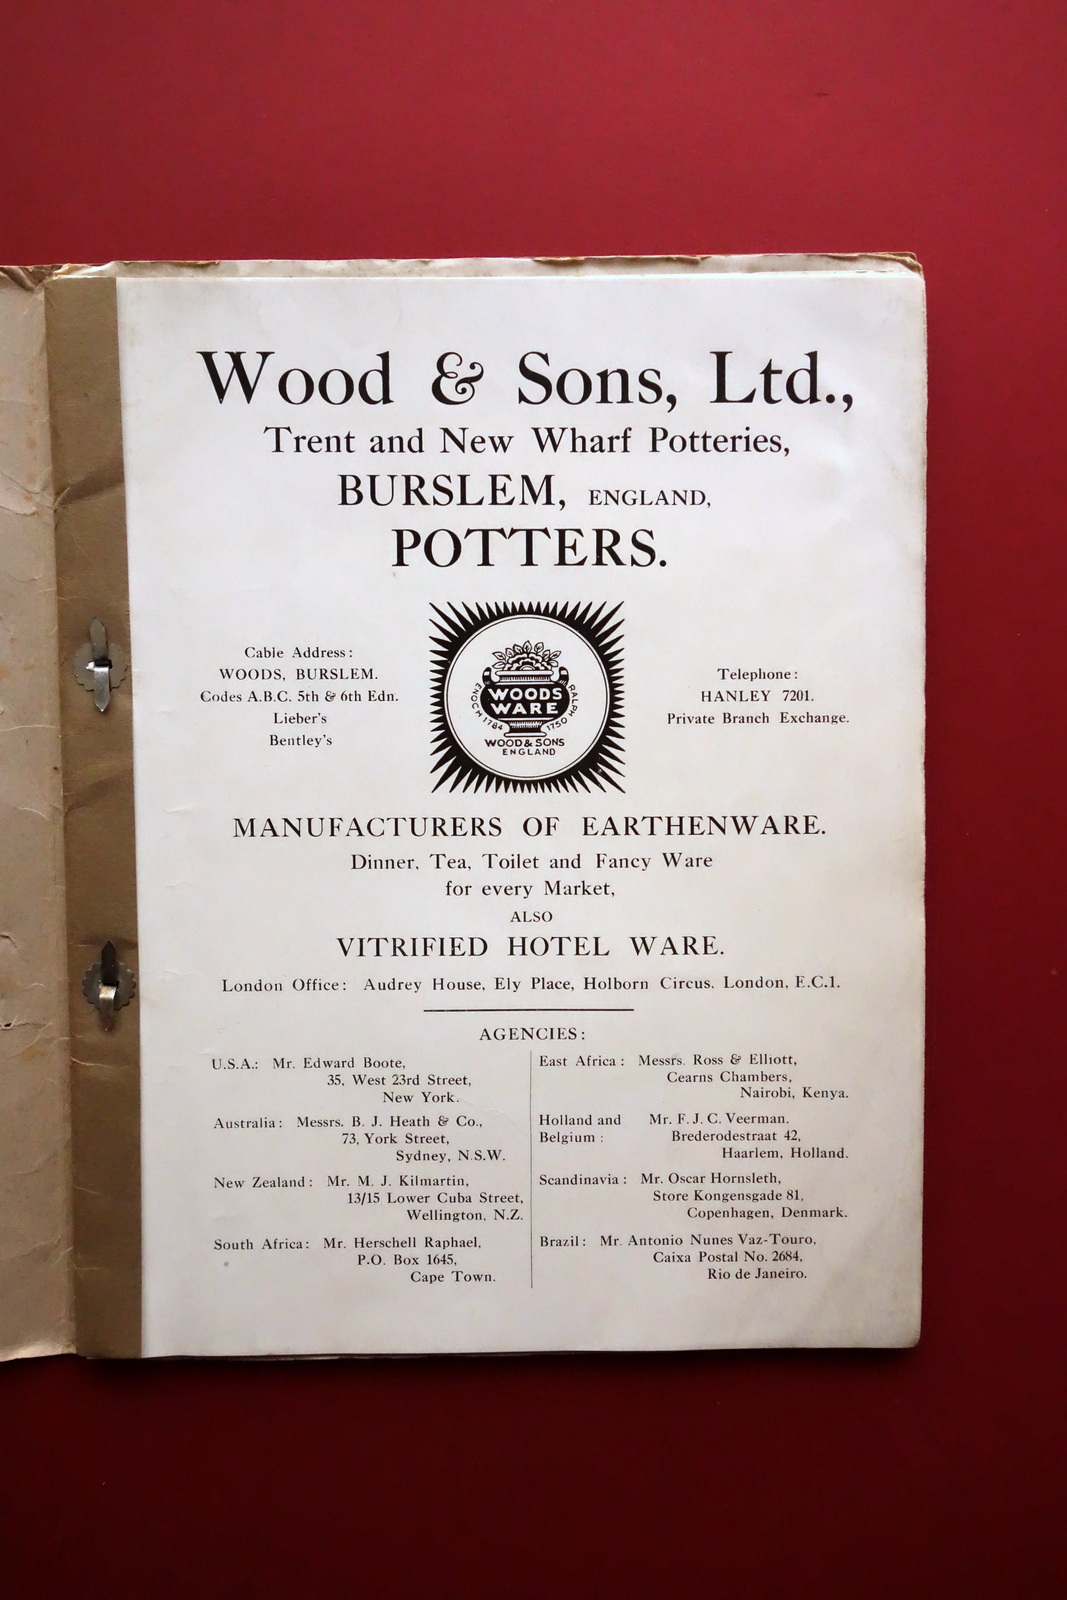 Wood & Sons, Ltd.,
Trent and New Wharf Potteries,
BURSLEM, ENGLAND,
POTTERS.
Cable Address:
WOODS, BURSLEM.
Codes A.B.C. 5th & 6th Edn.
Lieber's
Bentley's
ENOCH 1784
RALPH 1750
WOODS
WARE
WOOD & SONS
ENGLAND
Telephone:
HANLEY 7201.
Private Branch Exchange.
MANUFACTURERS OF EARTHENWARE.
Dinner, Tea, Toilet and Fancy Ware
for every Market,
ALSO
VITRIFIED HOTEL WARE.
London Office: Audrey House, Ely Place, Holborn Circus. London, E.C.1.
AGENCIES:
U.S.A.: Mr. Edward Boote,
35, West 23rd Street,
New York.
Australia: Messrs. B. J. Heath & Co.,
73, York Street,
Sydney, N.S.W.
New Zealand: Mr. M. J. Kilmartin,
13/15 Lower Cuba Street,
Wellington, N.Z.
South Africa: Mr. Herschell Raphael,
P.O. Box 1645,
Cape Town.
East Africa: Messrs. Ross & Elliott,
Cearns Chambers,
Nairobi, Kenya.
Holland and Mr. F. J. C. Veerman.
Belgium: Brederodestraat 42,
Haarlem, Holland.
Scandinavia: Mr. Oscar Hornsleth,
Store Kongensgade 81,
Copenhagen, Denmark.
Brazil: Mr. Antonio Nunes Vaz-Touro,
Caixa Postal No. 2684,
Rio de Janeiro.